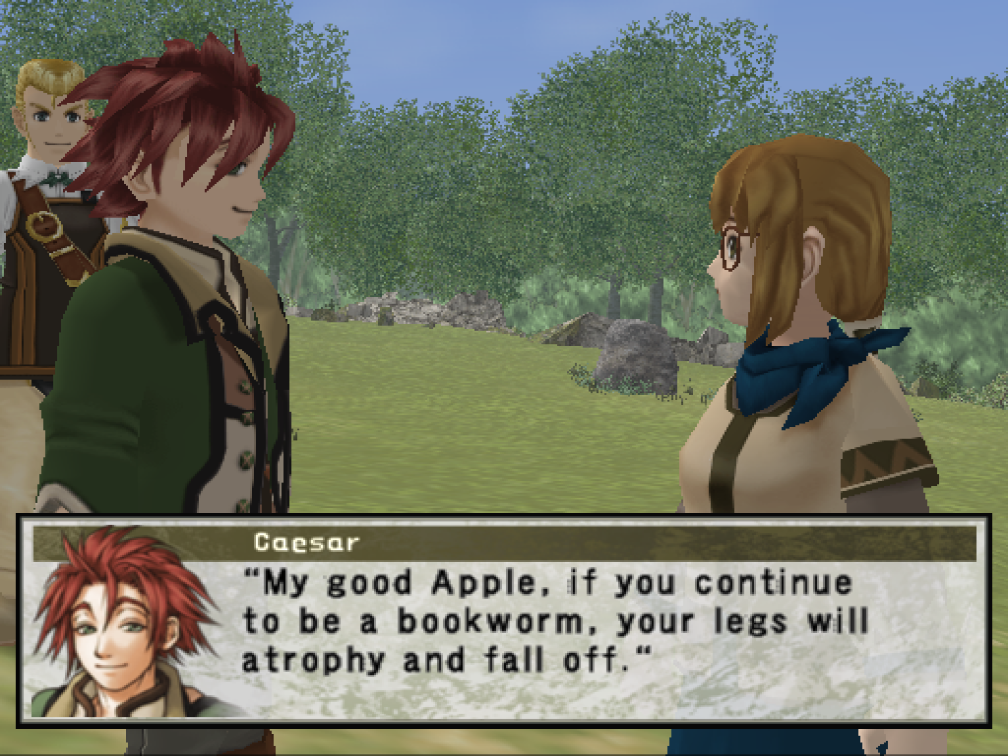 Caesar
“My good Apple, if you continue
to be a bookworm, your legs will
atrophy and fall off.“